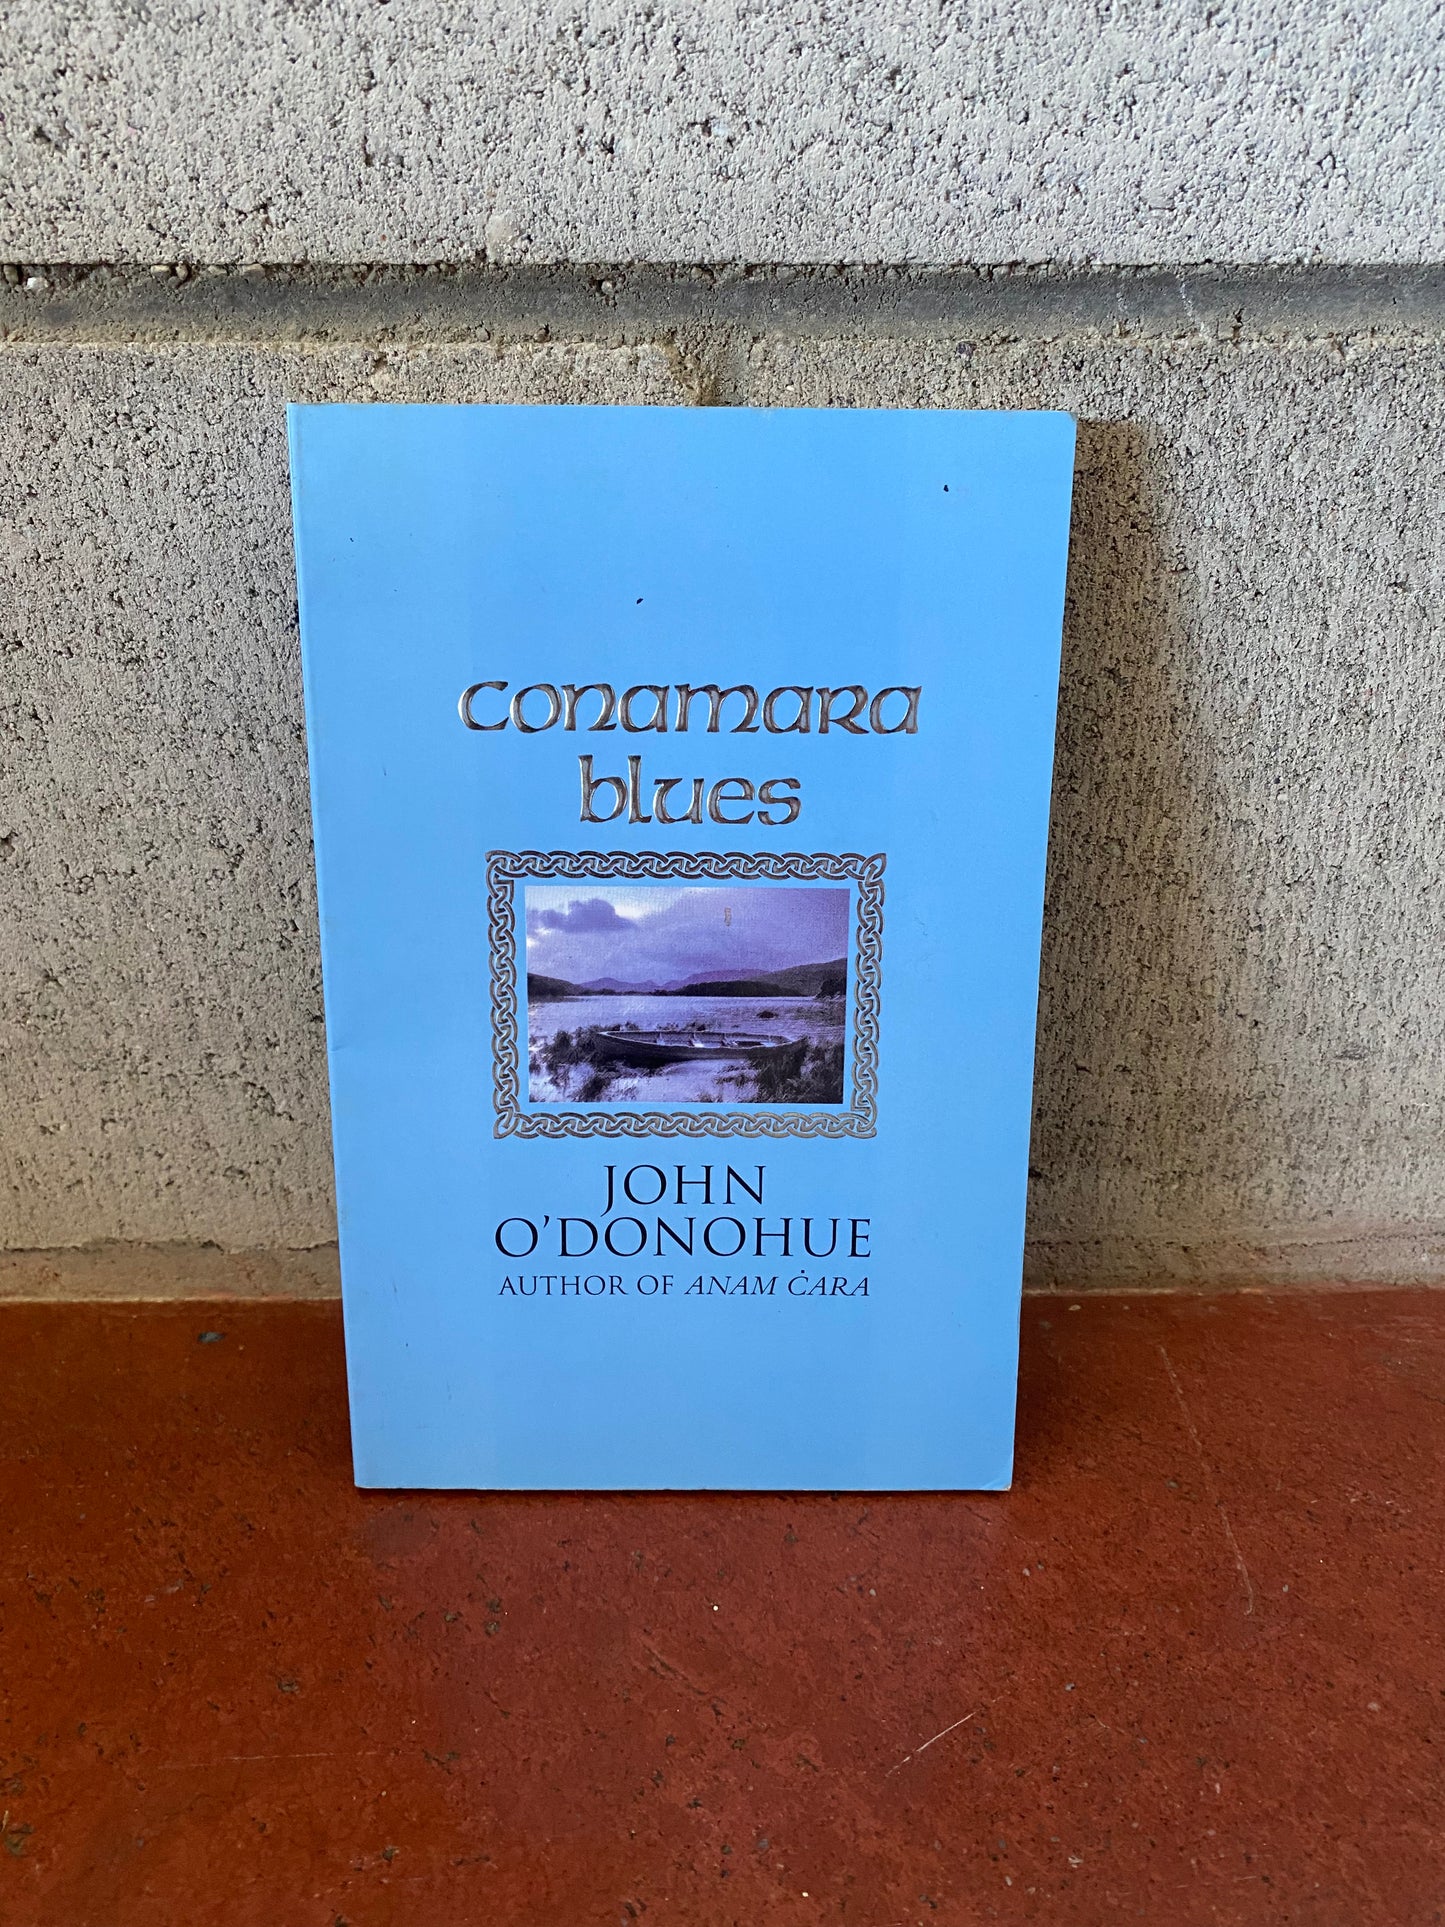 conamara
blues
JOHN
O'DONOHUE
AUTHOR OF ANAM ĊARA